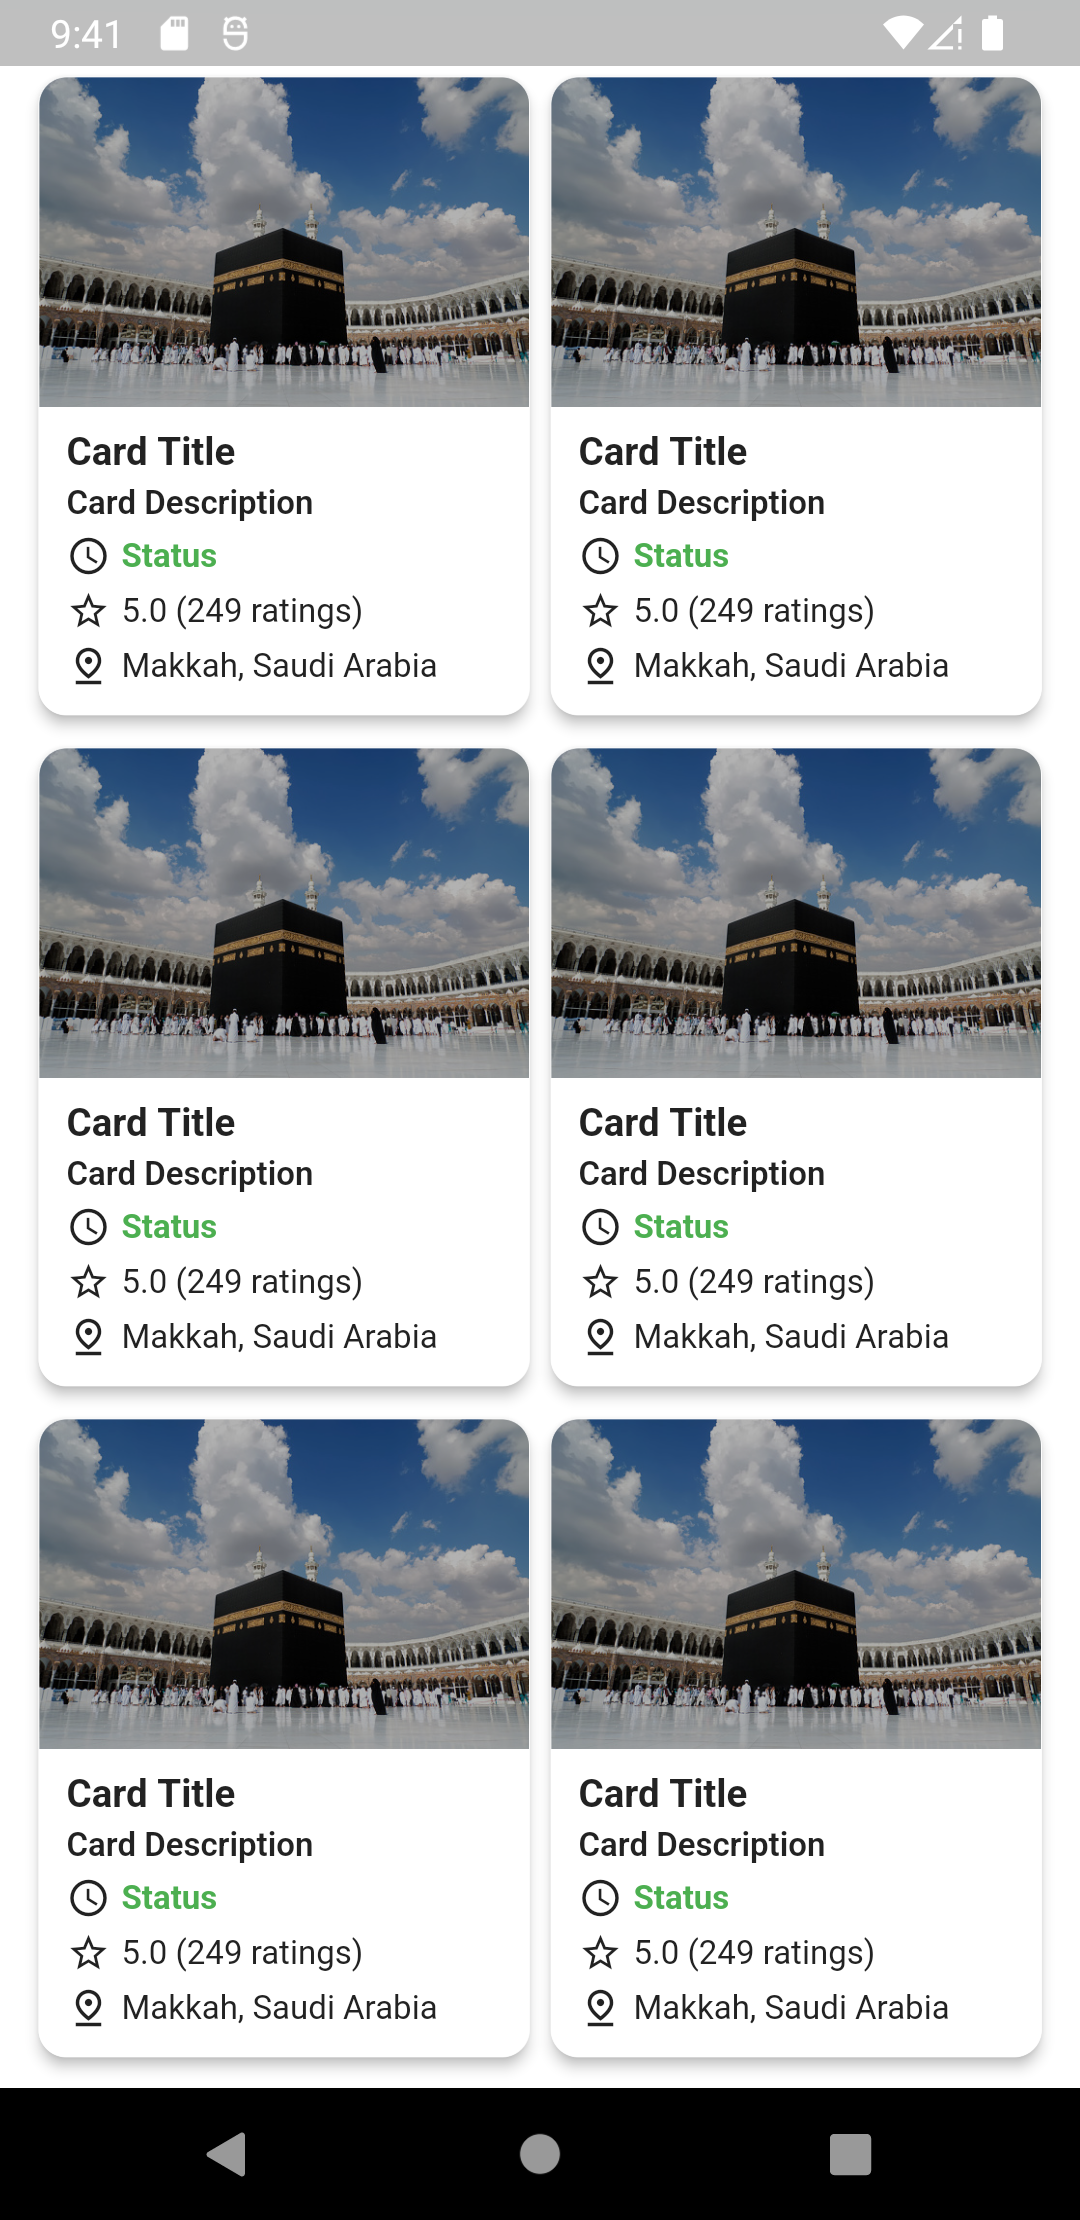 9:41
Card Title
Card Description
Status
5.0 (249 ratings)
Makkah, Saudi Arabia
Card Title
Card Description
Status
5.0 (249 ratings)
Makkah, Saudi Arabia
Card Title
Card Description
Status
5.0 (249 ratings)
Makkah, Saudi Arabia
Card Title
Card Description
Status
5.0 (249 ratings)
Makkah, Saudi Arabia
Card Title
Card Description
Status
5.0 (249 ratings)
Makkah, Saudi Arabia
Card Title
Card Description
Status
5.0 (249 ratings)
Makkah, Saudi Arabia